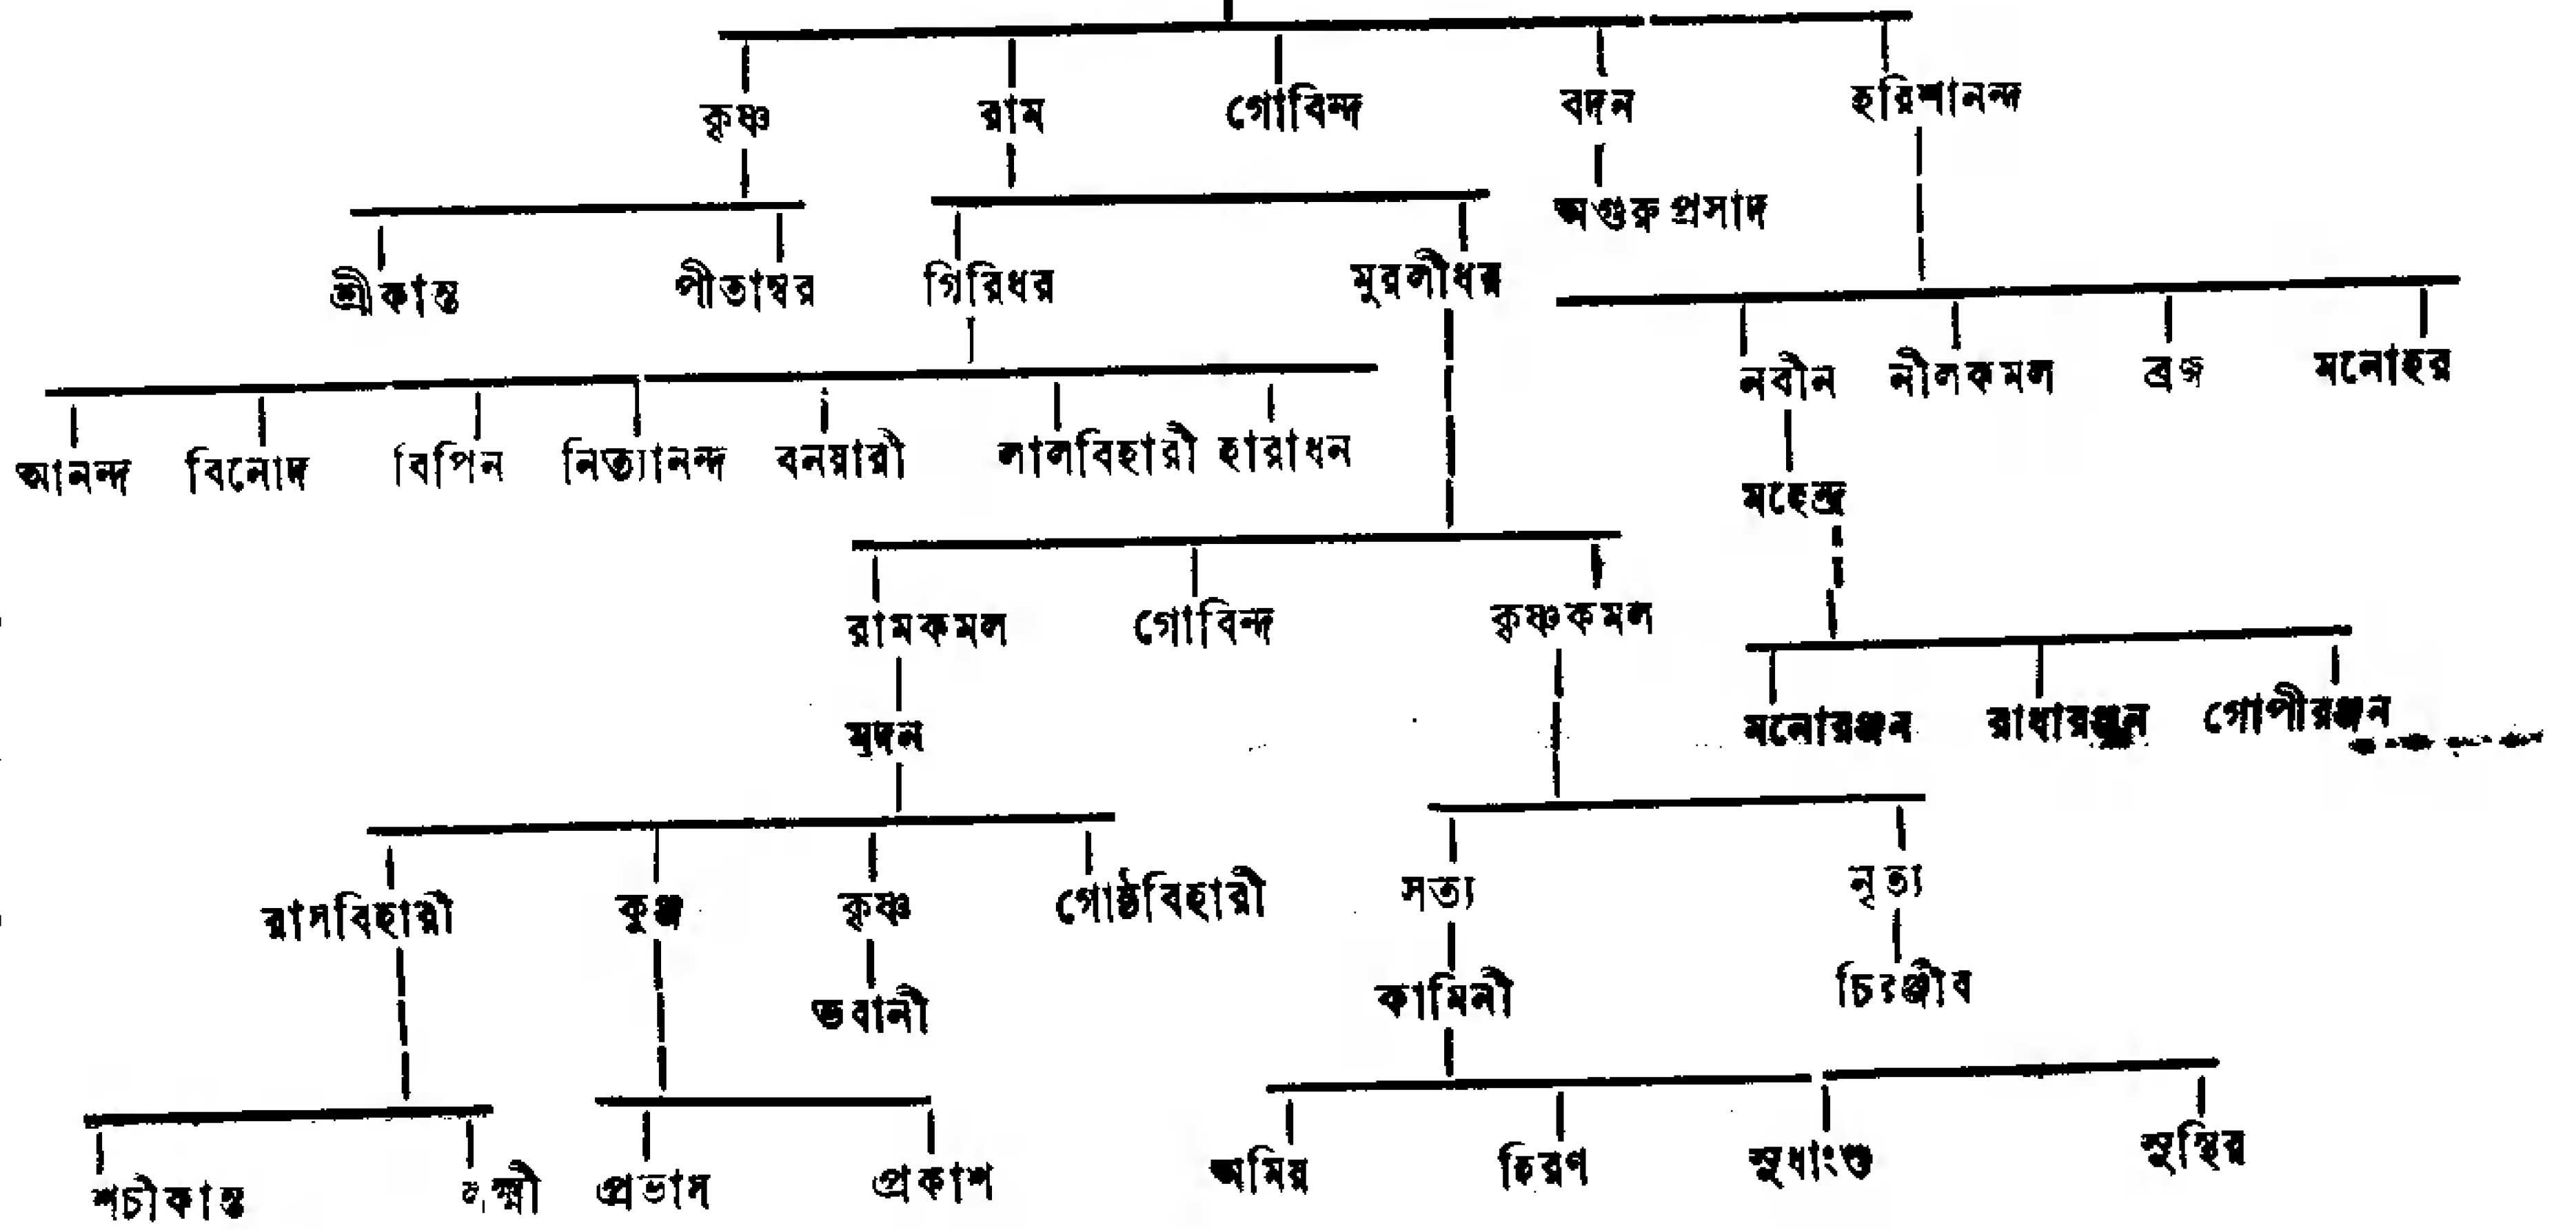 কৃষ্ণ রাম গোবিন্দ বদন হরিশানন্দ
অগুরু প্রসাদ
শ্রীকান্ত পীতাম্বর গিরিধর মুরলীধর
নবীন নীলকমল ব্রজ মনোহর
আনন্দ বিনোদ বিপিন নিত্যানন্দ বনয়ারী লালবিহারী হারাধন
মহেন্দ্র
রামকমল গোবিন্দ কৃষ্ণকমল
মদন মনোরঞ্জন রাধারঞ্জন গোপীরঞ্জন
রাসবিহারী কুঞ্জ কৃষ্ণ গোষ্ঠবিহারী সত্য নৃত্য
ভবানী কামিনী চিরঞ্জীব
শচীকান্ত প্রভাস প্রকাশ অমিয় হিরণ সুধাংশু সুস্থির